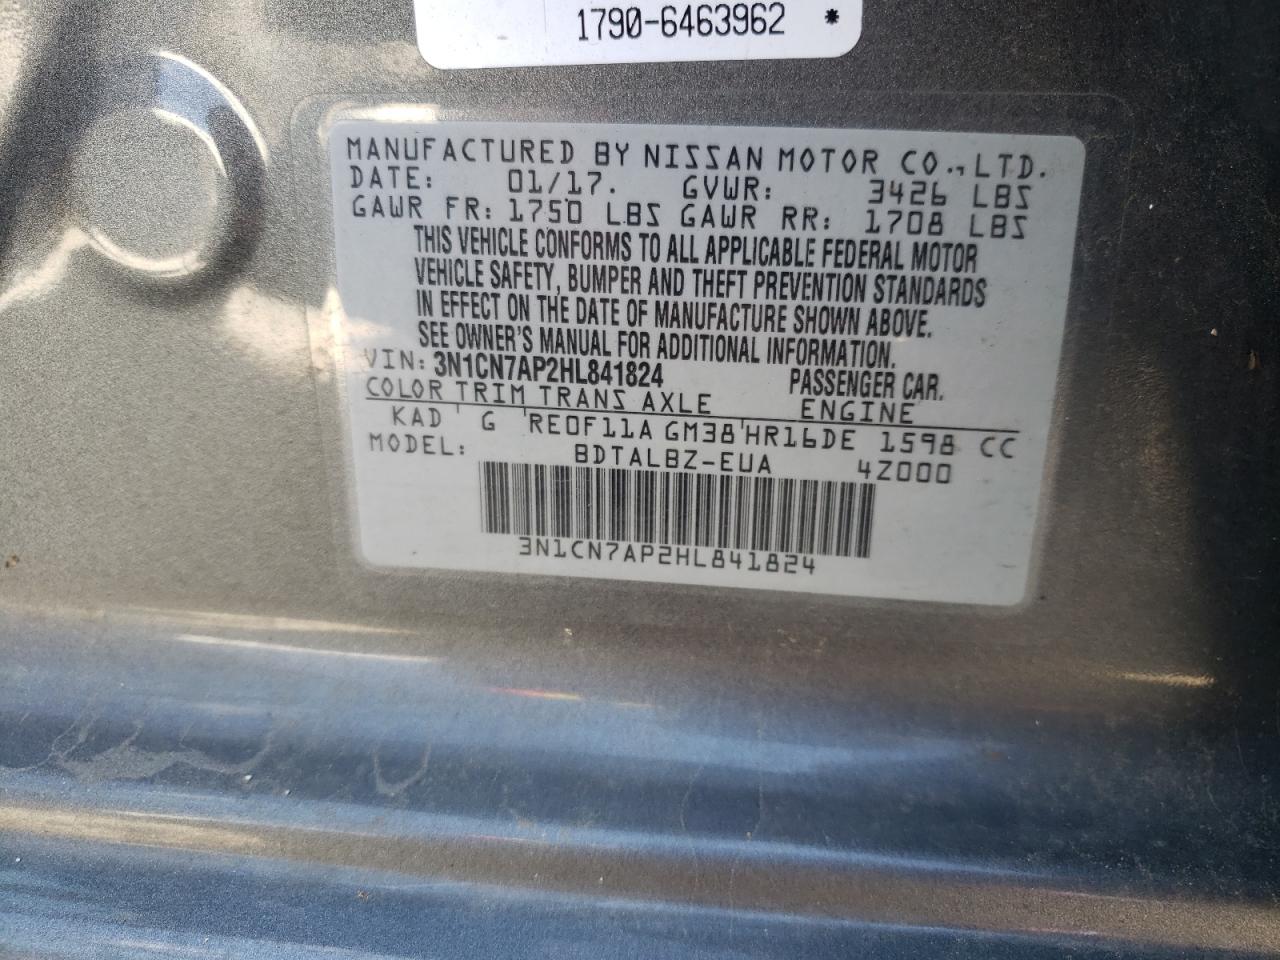 1790-6463962 *
MANUFACTURED BY NISSAN MOTOR CO., LTD.
DATE: 01/17. GVWR: 3426 LBS
GAWR FR: 1750 LBS GAWR RR: 1708 LBS
THIS VEHICLE CONFORMS TO ALL APPLICABLE FEDERAL MOTOR
VEHICLE SAFETY, BUMPER AND THEFT PREVENTION STANDARDS
IN EFFECT ON THE DATE OF MANUFACTURE SHOWN ABOVE.
SEE OWNER'S MANUAL FOR ADDITIONAL INFORMATION.
VIN: 3N1CN7AP2HL841824 PASSENGER CAR.
COLOR TRIM TRANS AXLE ENGINE
KAD G RE0F11A GM38 HR16DE 1598 CC
MODEL: BDTALBZ-EUA 4Z000
3N1CN7AP2HL841824